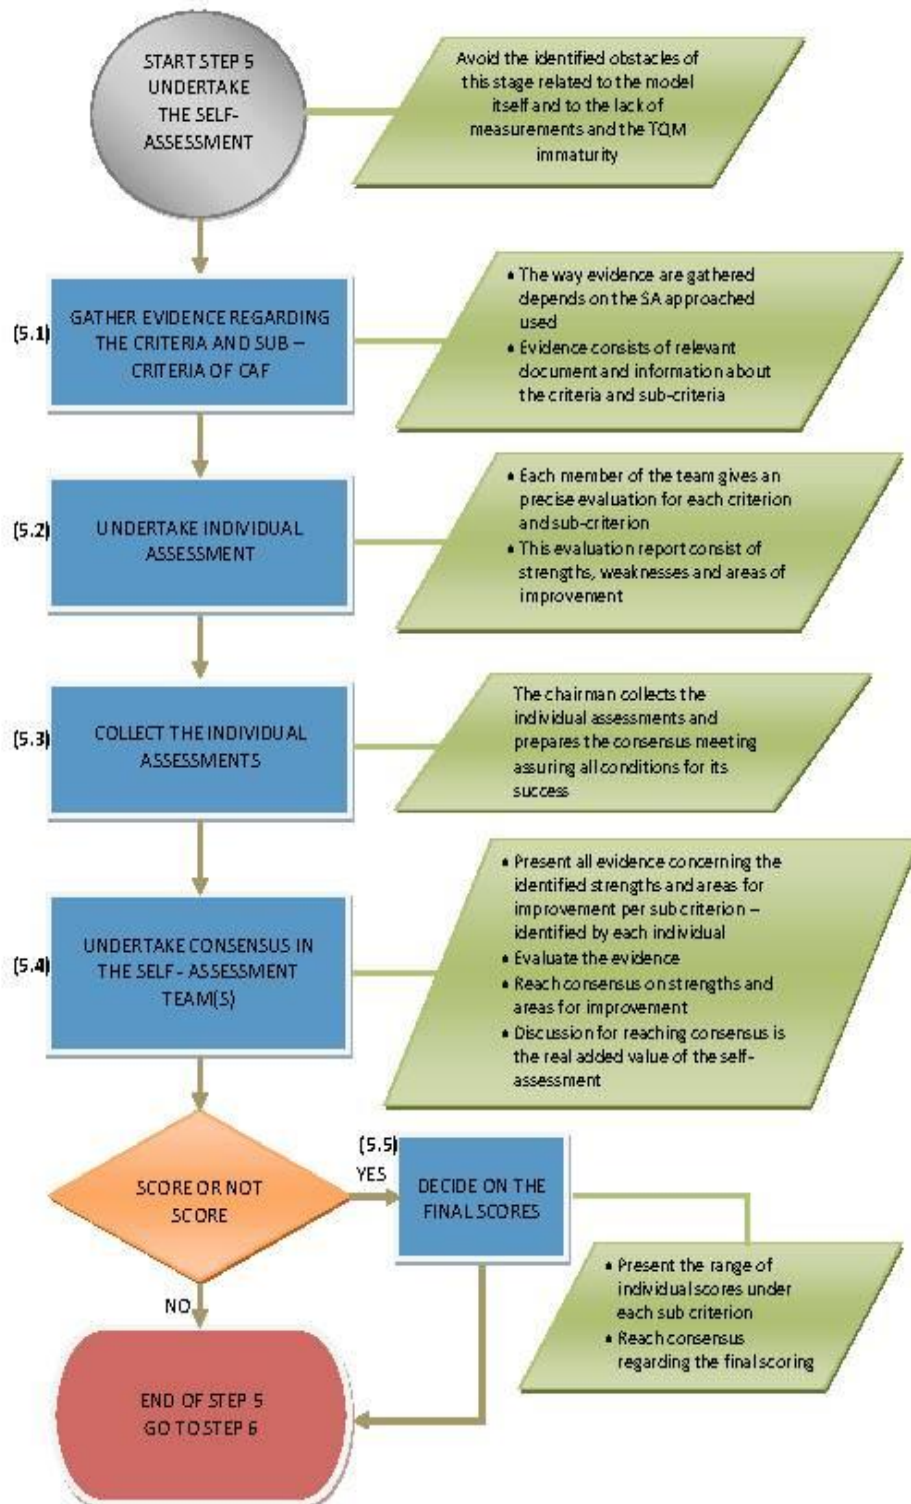 START STEP 5
UNDERTAKE
THE SELF-
ASSESSMENT
Avoid the identified obstacles of
this stage related to the model
itself and to the lack of
measurements and the TQM
immaturity
(5.1)
GATHER EVIDENCE REGARDING
THE CRITERIA AND SUB –
CRITERIA OF CAF
• The way evidence are gathered
depends on the SA approached
used
• Evidence consists of relevant
document and information about
the criteria and sub-criteria
(5.2)
UNDERTAKE INDIVIDUAL
ASSESSMENT
• Each member of the team gives an
precise evaluation for each criterion
and sub-criterion
• This evaluation report consist of
strengths, weaknesses and areas of
improvement
(5.3)
COLLECT THE INDIVIDUAL
ASSESSMENTS
The chairman collects the
individual assessments and
prepares the consensus meeting
assuring all conditions for its
success
(5.4)
UNDERTAKE CONSENSUS IN
THE SELF - ASSESSMENT
TEAM(S)
• Present all evidence concerning the
identified strengths and areas for
improvement per sub criterion –
identified by each individual
• Evaluate the evidence
• Reach consensus on strengths and
areas for improvement
• Discussion for reaching consensus is
the real added value of the self-
assessment
SCORE OR NOT
SCORE
(5.5)
YES
DECIDE ON THE
FINAL SCORES
• Present the range of
individual scores under
each sub criterion
• Reach consensus
regarding the final scoring
NO
END OF STEP 5
GO TO STEP 6